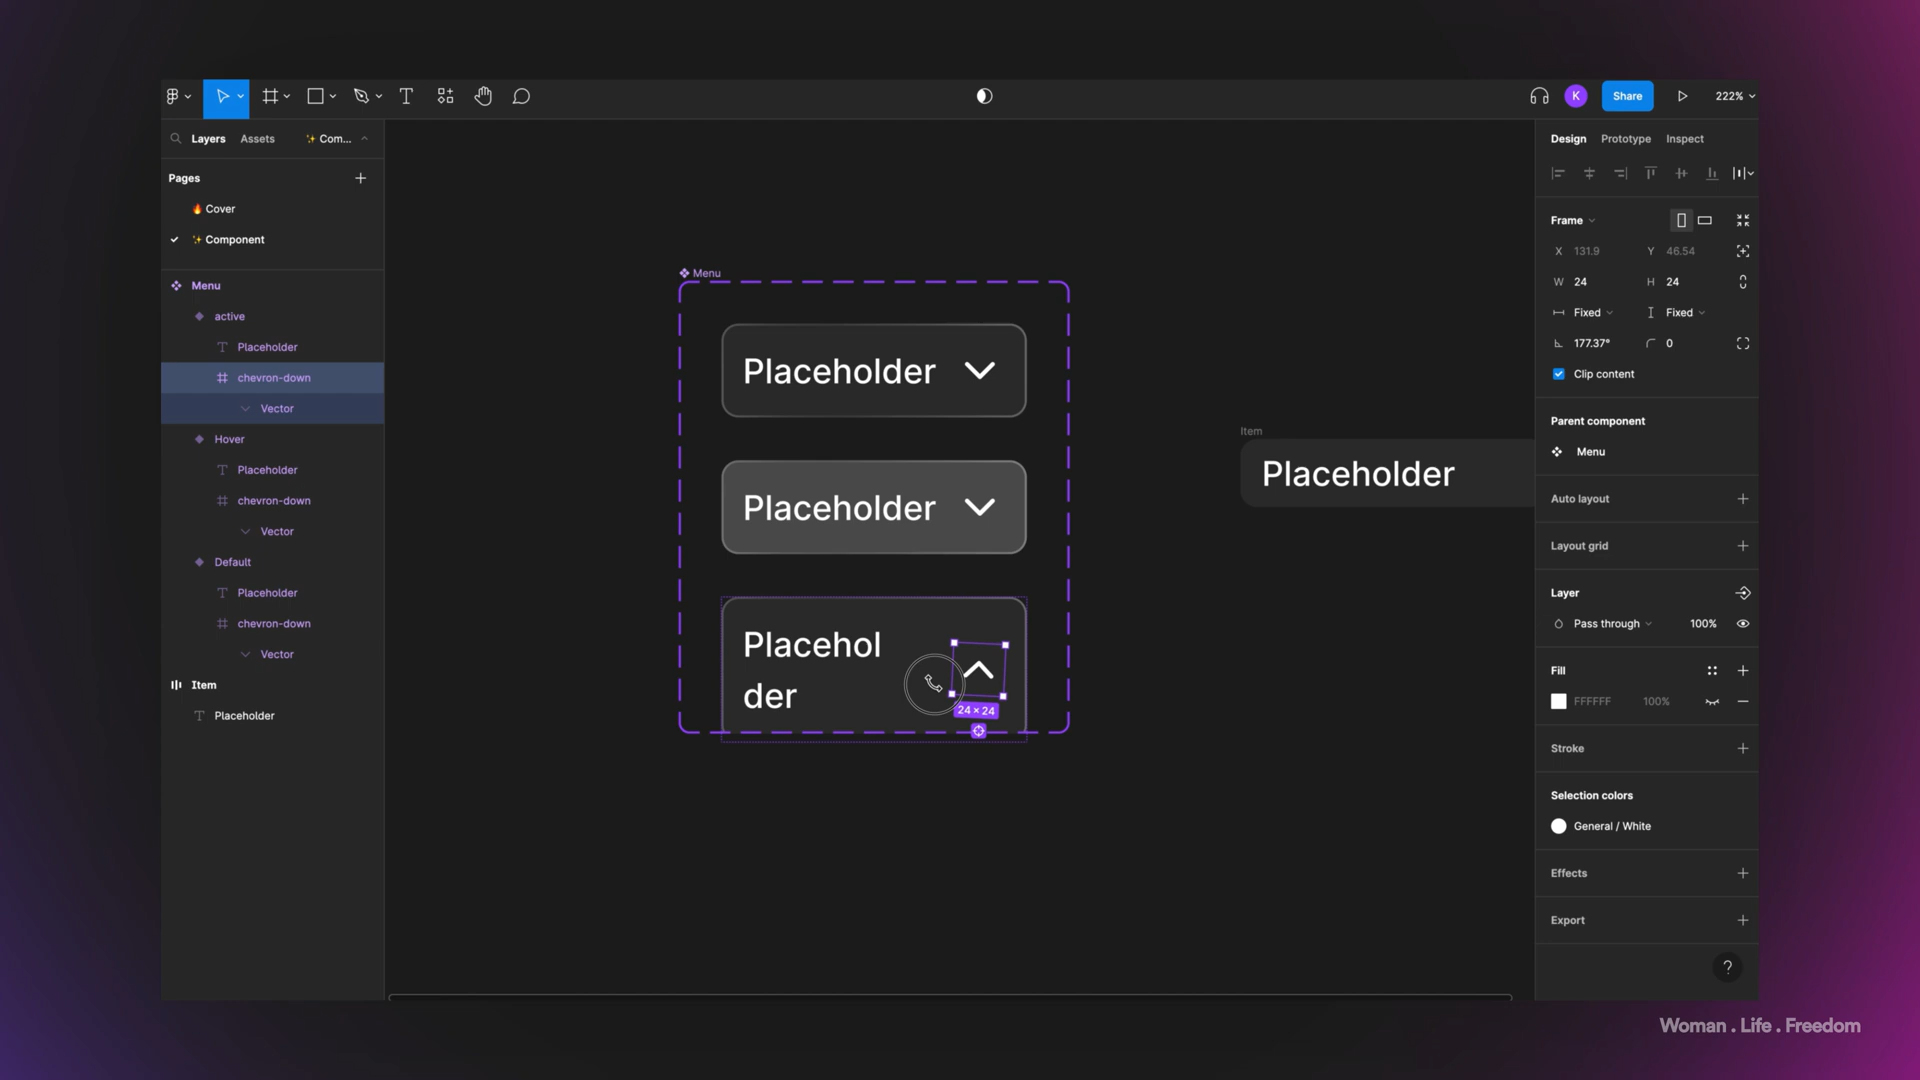 222%
K
Share
Layers
Assets
Com...
Pages
Cover
Component
Menu
active
Placeholder
chevron-down
Vector
Hover
Placeholder
chevron-down
Vector
Default
Placeholder
chevron-down
Vector
Item
Placeholder
Menu
Placeholder
Placeholder
Placehol
der
24 × 24
Item
Placeholder
Design
Prototype
Inspect
Frame
X 131.9
Y 46.54
W 24
H 24
Fixed
Fixed
177.37°
0
Clip content
Parent component
Menu
Auto layout
Layout grid
Layer
Pass through
100%
Fill
FFFFFF
100%
Stroke
Selection colors
General / White
Effects
Export
?
Woman . Life . Freedom